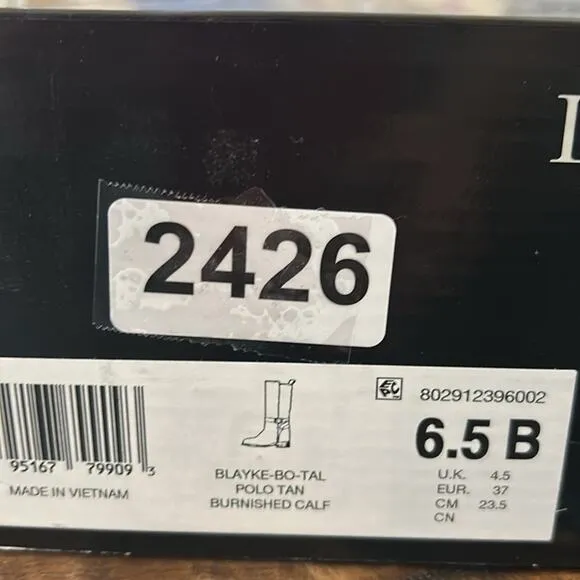 L
2426
802912396002
6.5 B
U.K. 4.5
EUR. 37
CM 23.5
CN
95167 79909 3
MADE IN VIETNAM
BLAYKE-BO-TAL
POLO TAN
BURNISHED CALF